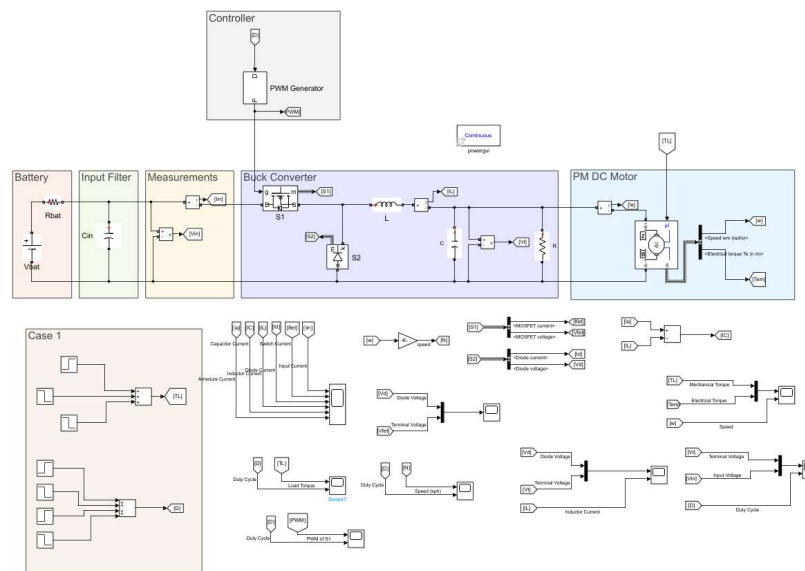 Controller
[D]
D
P
PWM Generator
[PWM]
Continuous
powergui
[TL]
Battery
Input Filter
Measurements
Buck Converter
PM DC Motor
Rbat
Vbat
Cin
[Iin]
[Vin]
g
m
D
S
S1
[S1]
[S2]
S2
L
[IL]
C
[Vt]
R
[Ia]
TL
dc
[w]
<Speed wm (rad/s)>
<Electrical torque Te (n m)>
[Tem]
Case 1
[TL]
[D]
[Ia]
[IC]
[IL]
[Id]
[Ifet]
[Iin]
Capacitor Current
Switch Current
Diode Current
Input Current
Inductor Current
Armeture Current
[w]
-K-
speed
[N]
[S1]
<MOSFET current>
<MOSFET voltage>
[Ifet]
[Vfet]
[S2]
<Diode current>
<Diode voltage>
[Id]
[Vd]
[Ia]
[IL]
[IC]
[Vd]
Diode Voltage
Terminal Voltage
[Vfet]
[TL]
Mechanical Torque
[Tem]
Electrical Torque
[w]
Speed
[D]
[TL]
Duty Cycle
Load Torque
Scope7
[D]
[N]
Duty Cycle
Speed (kph)
[Vd]
Diode Voltage
Terminal Voltage
[Vt]
[IL]
Inductor Current
[Vt]
Terminal Voltage
[Vin]
Input Voltage
[D]
Duty Cycle
[D]
[PWM]
Duty Cycle
PWM of S1